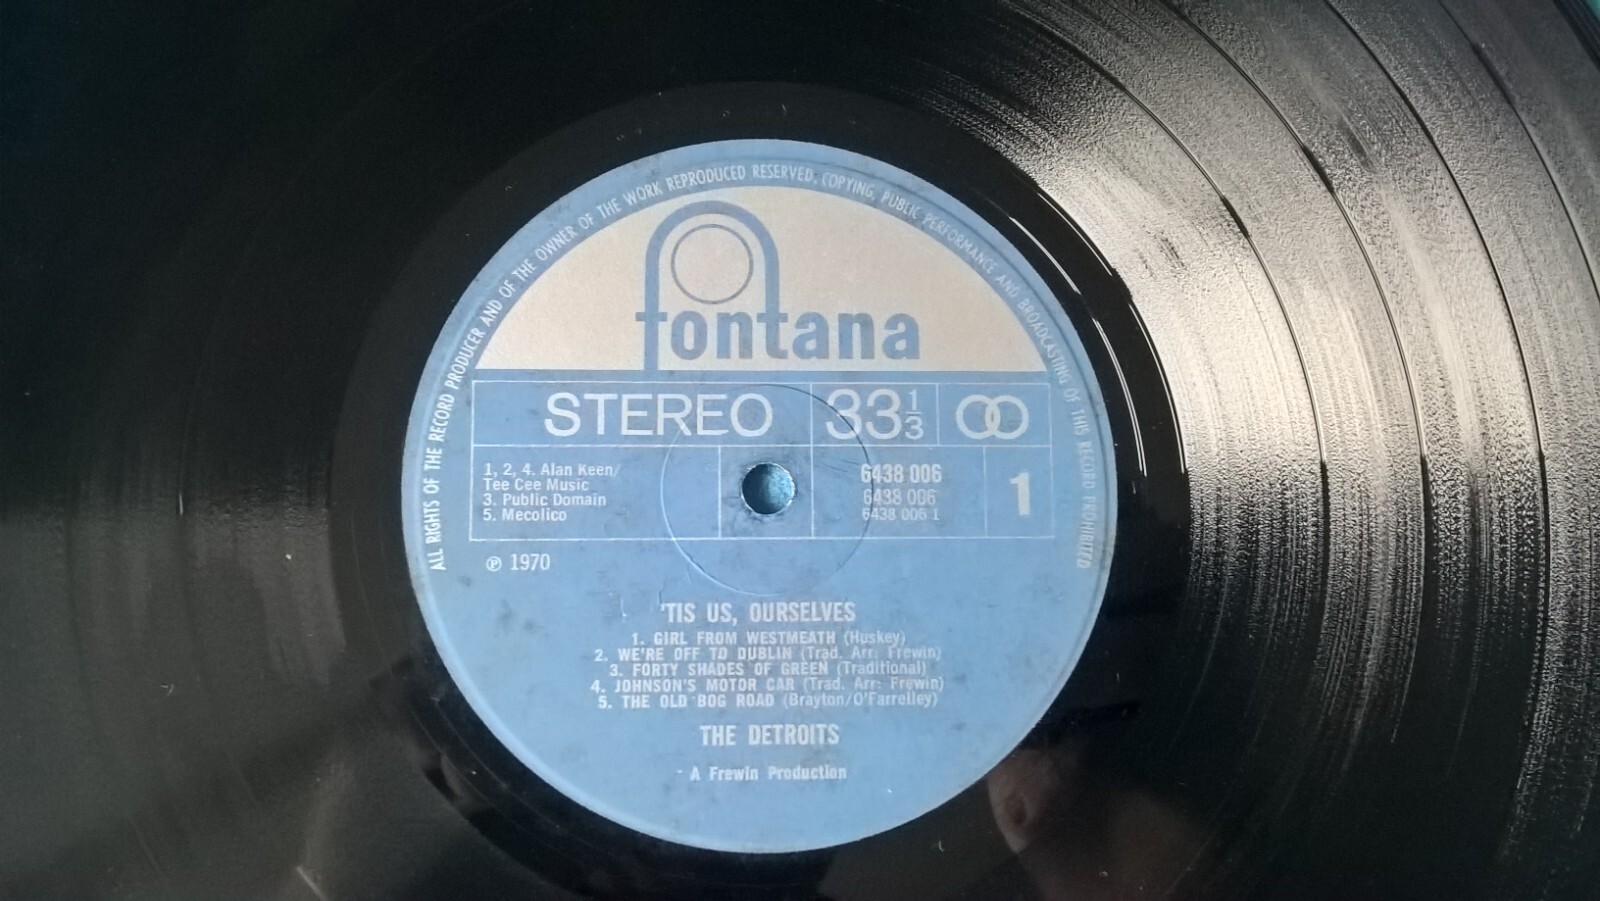 ALL RIGHTS OF THE RECORD PRODUCER AND OF THE OWNER OF THE WORK REPRODUCED RESERVED, COPYING, PUBLIC PERFORMANCE AND BROADCASTING OF THIS RECORD PROHIBITED
fontana
STEREO 33 1/3
1, 2, 4. Alan Keen/
Tee Cee Music
3. Public Domain
5. Mecolico
6438 006
6438 006
6438 006 1
1
℗ 1970
'TIS US, OURSELVES
1. GIRL FROM WESTMEATH (Huskey)
2. WE'RE OFF TO DUBLIN (Trad. Arr: Frewin)
3. FORTY SHADES OF GREEN (Traditional)
4. JOHNSON'S MOTOR CAR (Trad. Arr: Frewin)
5. THE OLD BOG ROAD (Brayton/O'Farrelley)
THE DETROITS
A Frewin Production